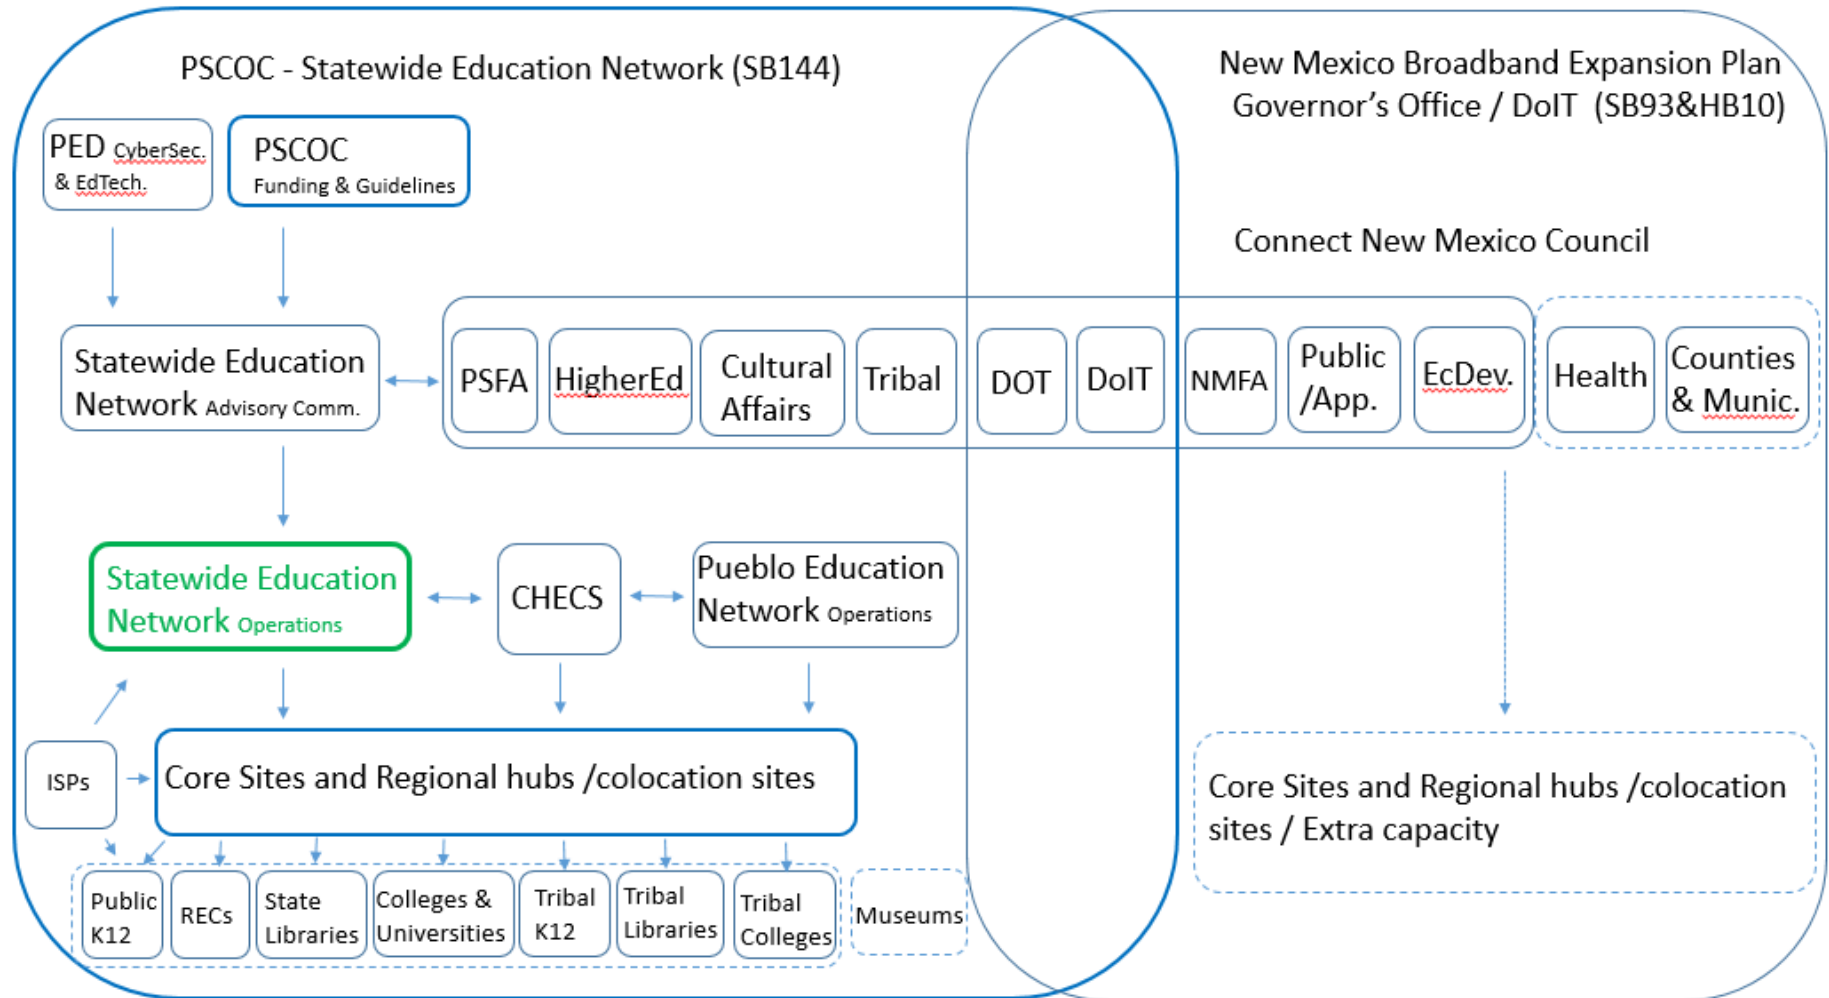 PSCOC - Statewide Education Network (SB144)
New Mexico Broadband Expansion Plan
Governor’s Office / DoIT  (SB93&HB10)
PED CyberSec.
& EdTech.
PSCOC
Funding & Guidelines
Connect New Mexico Council
Statewide Education
Network Advisory Comm.
PSFA
HigherEd
Cultural
Affairs
Tribal
DOT
DoIT
NMFA
Public
/App.
EcDev.
Health
Counties
& Munic.
Statewide Education
Network Operations
CHECS
Pueblo Education
Network Operations
ISPs
Core Sites and Regional hubs /colocation sites
Core Sites and Regional hubs /colocation
sites / Extra capacity
Public
K12
RECs
State
Libraries
Colleges &
Universities
Tribal
K12
Tribal
Libraries
Tribal
Colleges
Museums